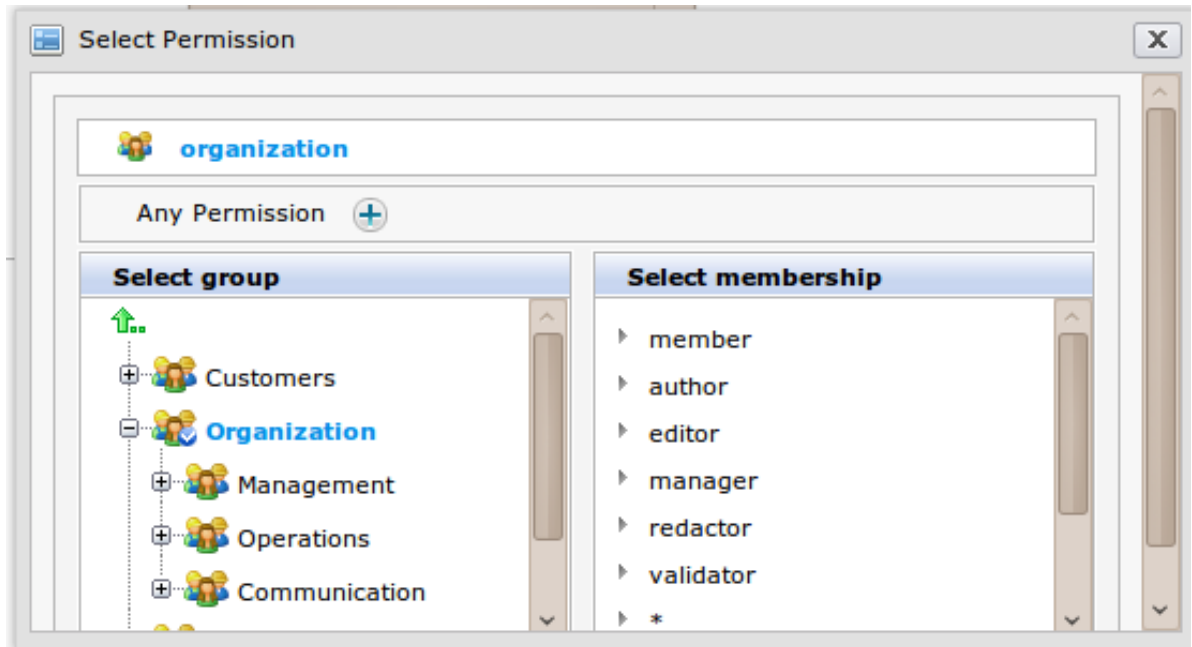 Select Permission
organization
Any Permission
Select group
Select membership
Customers
Organization
Management
Operations
Communication
member
author
editor
manager
redactor
validator
*